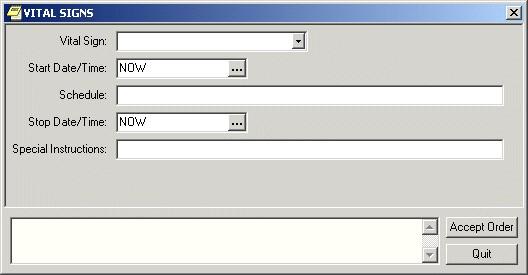 VITAL SIGNS
Vital Sign:
Start Date/Time: NOW
Schedule:
Stop Date/Time: NOW
Special Instructions:
Accept Order
Quit